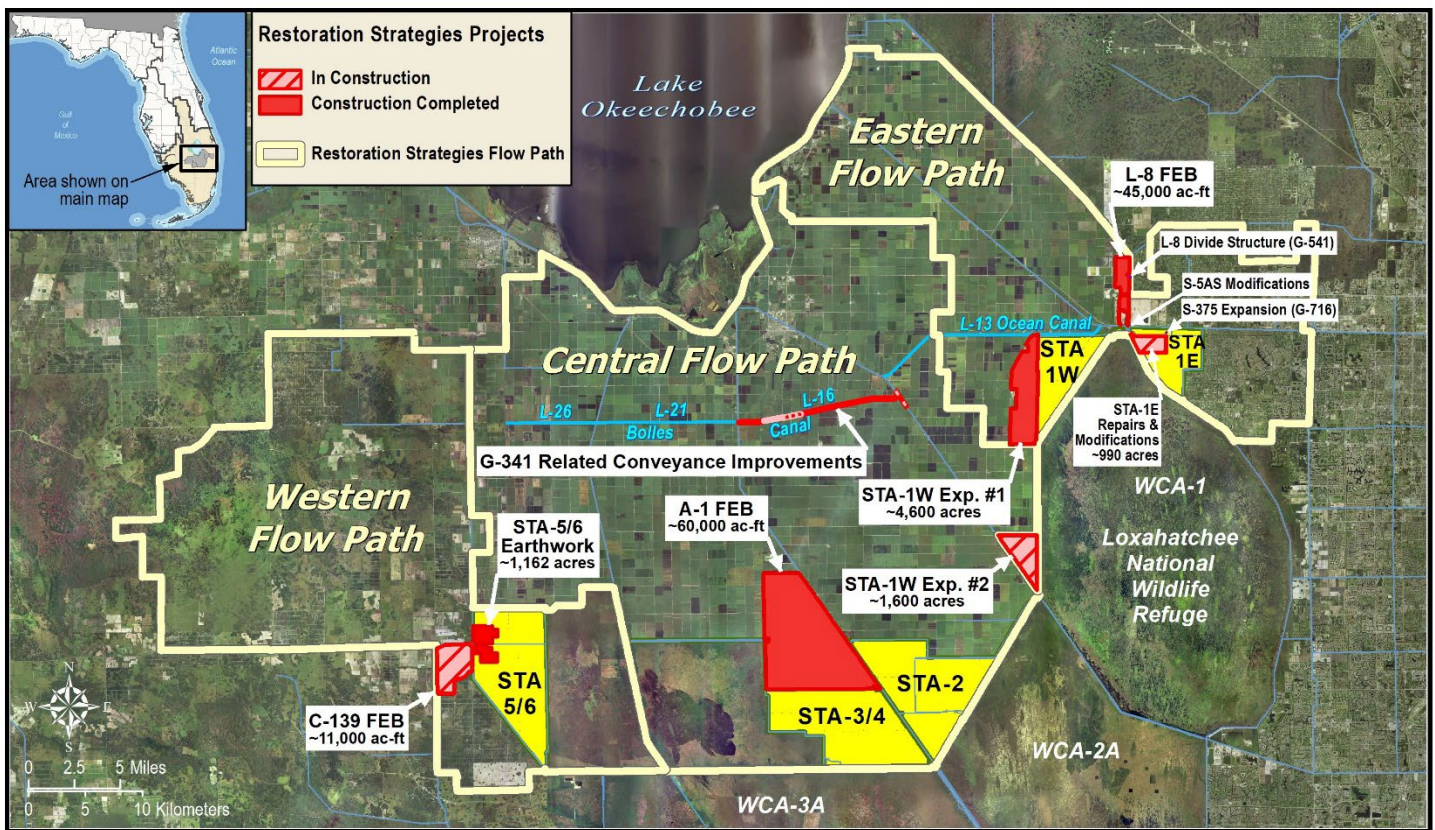 Atlantic
Ocean
Gulf
of
Mexico
Area shown on
main map
Restoration Strategies Projects
In Construction
Construction Completed
Restoration Strategies Flow Path
Lake
Okeechobee
Eastern
Flow Path
L-8 FEB
~45,000 ac-ft
L-8 Divide Structure (G-541)
S-5AS Modifications
S-375 Expansion (G-716)
L-13 Ocean Canal
STA
1W
STA
1E
Central Flow Path
L-26
L-21
L-16
Bolles
Canal
STA-1E
Repairs &
Modifications
~990 acres
G-341 Related Conveyance Improvements
Western
Flow Path
STA-1W Exp. #1
~4,600 acres
WCA-1
Loxahatchee
National
Wildlife
Refuge
A-1 FEB
~60,000 ac-ft
STA-5/6
Earthwork
~1,162 acres
STA-1W Exp. #2
~1,600 acres
STA
5/6
STA-2
STA-3/4
C-139 FEB
~11,000 ac-ft
WCA-2A
WCA-3A
N
W E
S
0 2.5 5 Miles
0 5 10 Kilometers